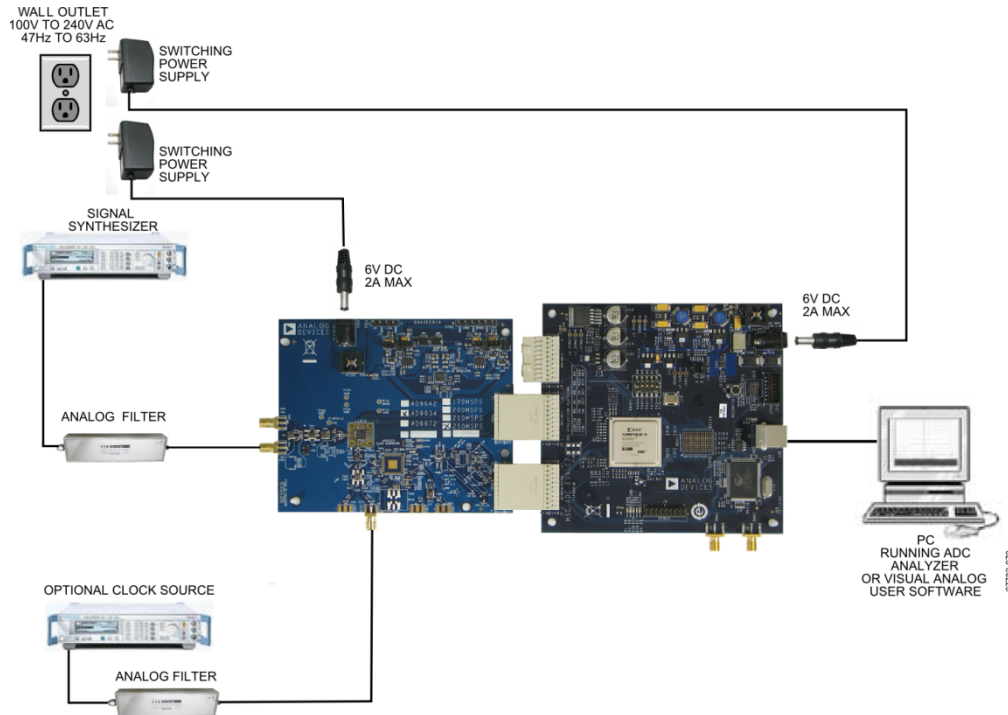 WALL OUTLET
100V TO 240V AC
47Hz TO 63Hz
SWITCHING
POWER
SUPPLY
SWITCHING
POWER
SUPPLY
SIGNAL
SYNTHESIZER
6V DC
2A MAX
6V DC
2A MAX
ANALOG
DEVICES
AD9642
AD9634
AD6672
170MSPS
200MSPS
210MSPS
250MSPS
ANALOG FILTER
XILINX
ANALOG
DEVICES
PC
RUNNING ADC
ANALYZER
OR VISUAL ANALOG
USER SOFTWARE
OPTIONAL CLOCK SOURCE
ANALOG FILTER